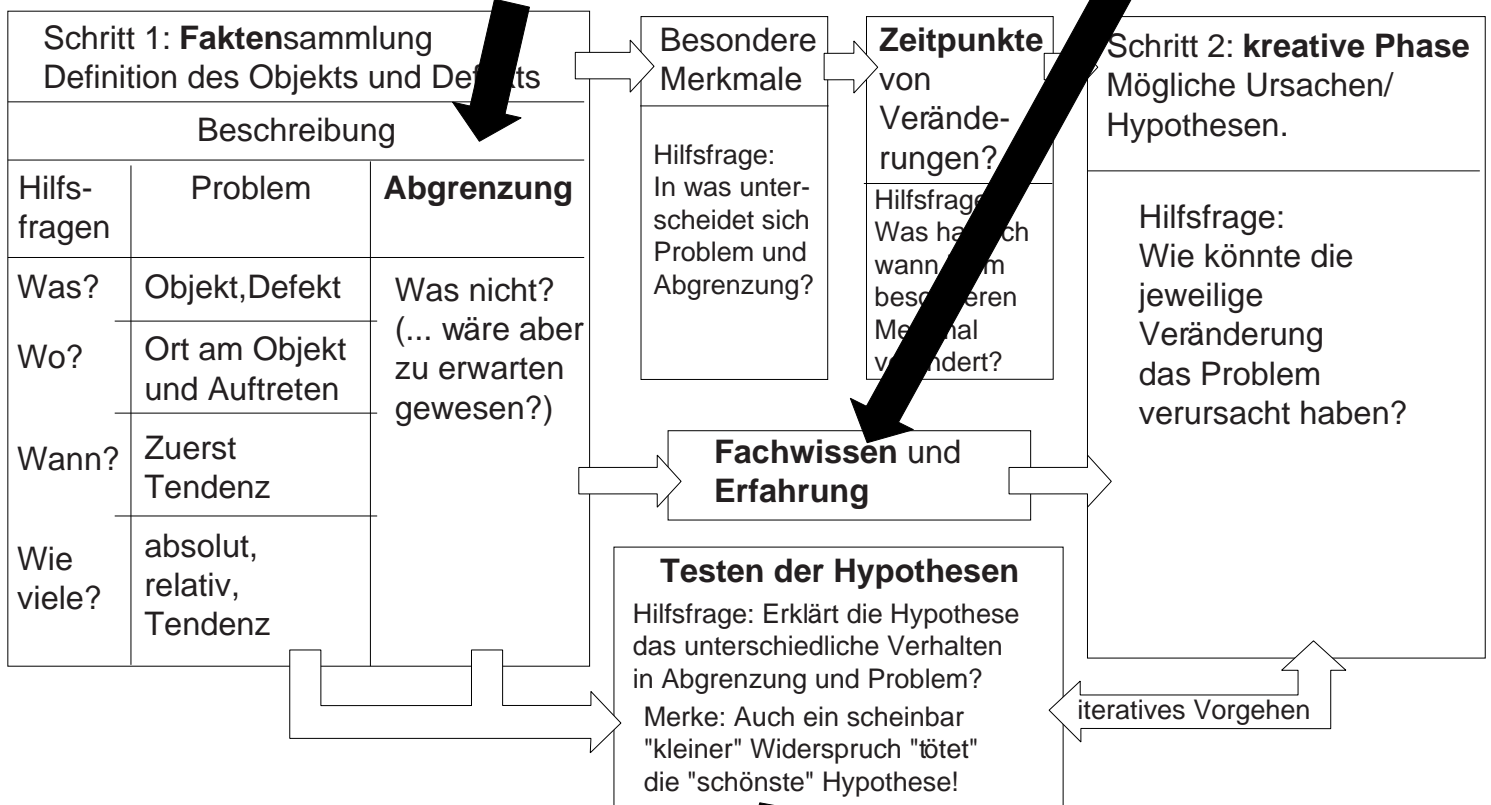 Schritt 1: Faktensammlung
Definition des Objekts und Defekts
Beschreibung
Hilfs-
fragen
Problem
Abgrenzung
Was?
Objekt,Defekt
Wo?
Ort am Objekt
und Auftreten
Wann?
Zuerst
Tendenz
Wie
viele?
absolut,
relativ,
Tendenz
Was nicht?
(... wäre aber
zu erwarten
gewesen?)
Besondere
Merkmale
Hilfsfrage:
In was unter-
scheidet sich
Problem und
Abgrenzung?
Zeitpunkte
von
Verände-
rungen?
Hilfsfrage
Was
wann
Schritt 2: kreative Phase
Mögliche Ursachen/
Hypothesen.
Hilfsfrage:
Wie könnte die
jeweilige
Veränderung
das Problem
verursacht haben?
Fachwissen und
Erfahrung
Testen der Hypothesen
Hilfsfrage: Erklärt die Hypothese
das unterschiedliche Verhalten
in Abgrenzung und Problem?
Merke: Auch ein scheinbar
"kleiner" Widerspruch "tötet"
die "schönste" Hypothese!
iteratives Vorgehen